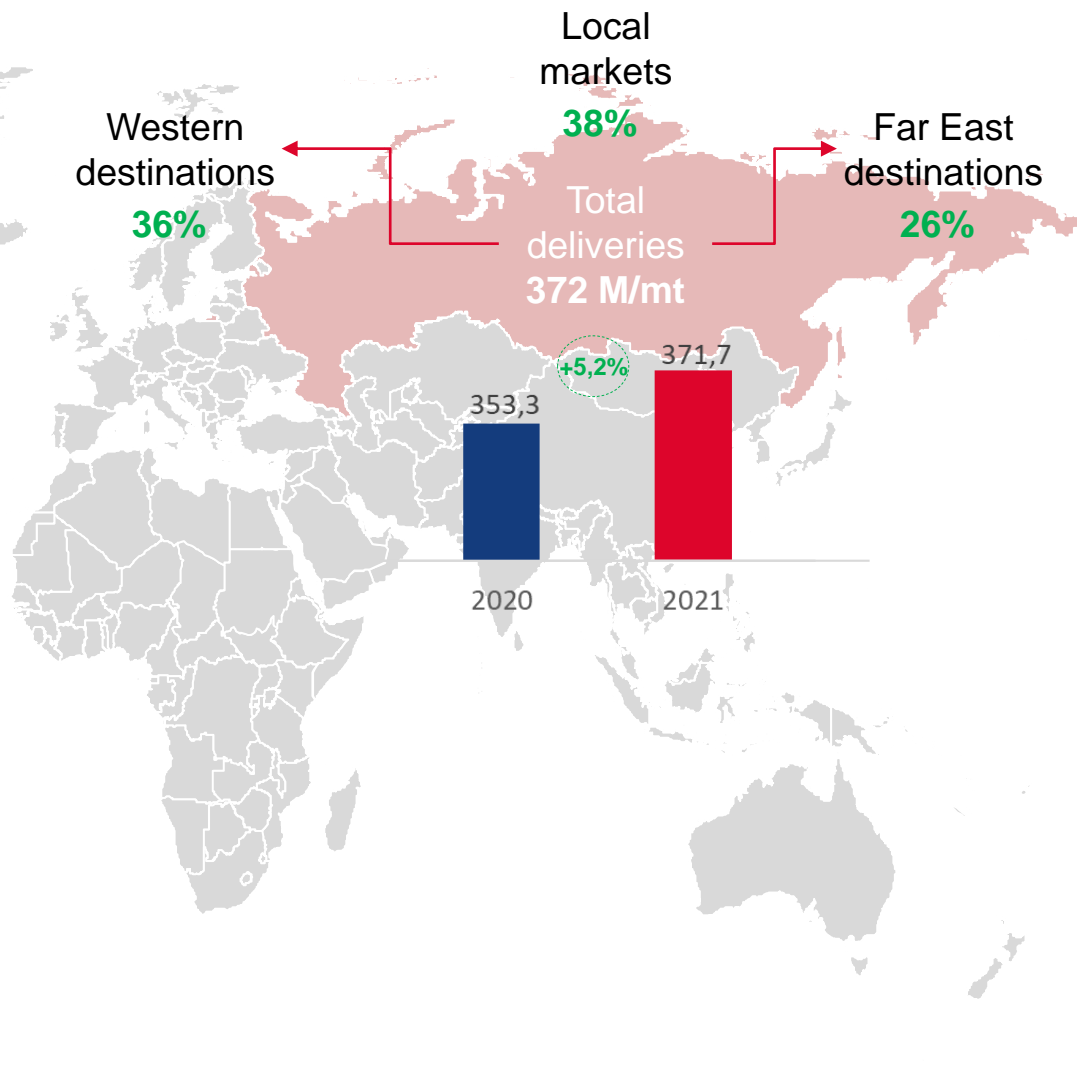 Local
markets
38%
Western
destinations
36%
Far East
destinations
26%
Total
deliveries
372 M/mt
+5,2%
371,7
353,3
2020
2021